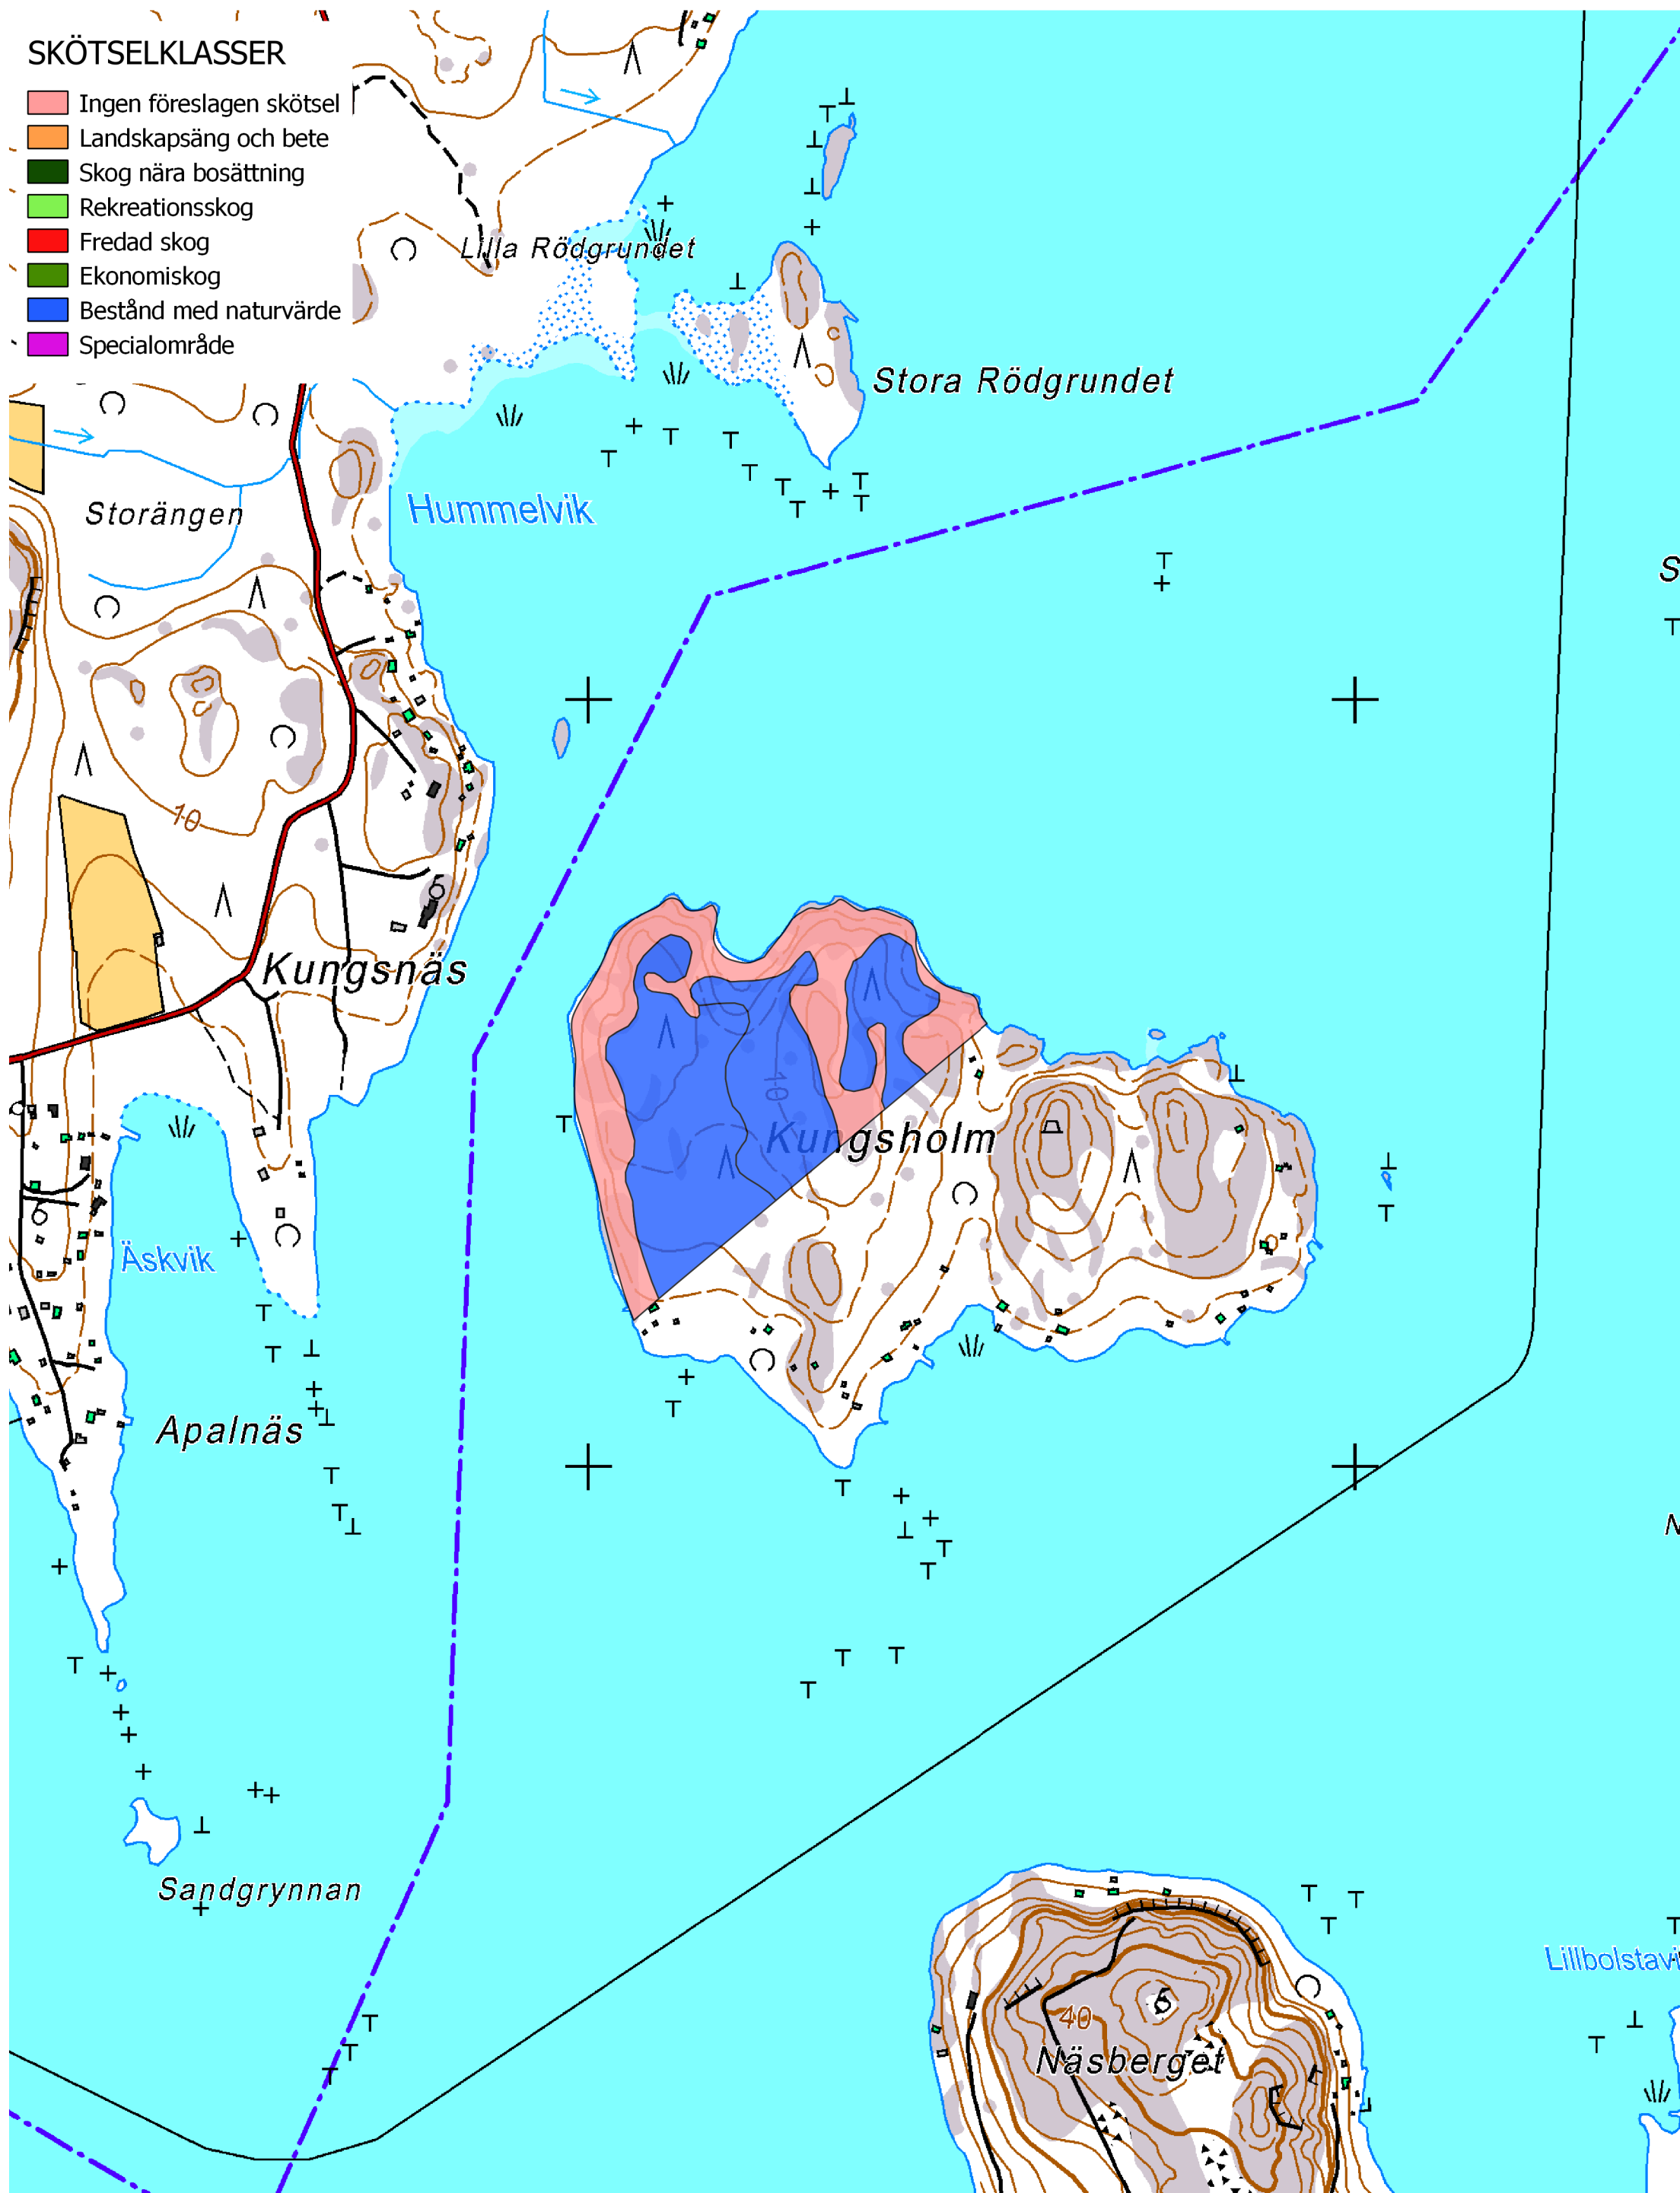 SKÖTSELKLASSER
Ingen föreslagen skötsel
Landskapsäng och bete
Skog nära bosättning
Rekreationsskog
Fredad skog
Ekonomiskog
Bestånd med naturvärde
Specialområde
Lilla Rödgrundet
Stora Rödgrundet
Storängen
Hummelvik
S
10
Kungsnäs
10
Kungsholm
Äskvik
Apalnäs
N
Sandgrynnan
Lillbolstavi
40
Näsberget